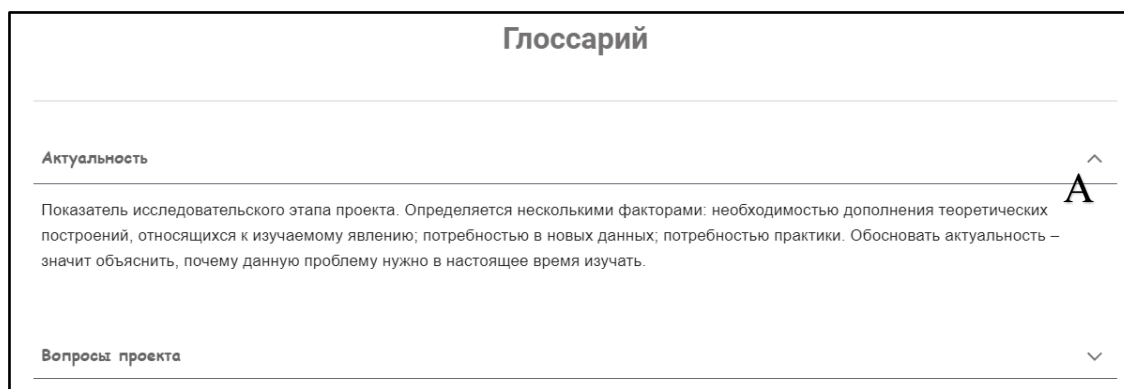 Глоссарий
Актуальность
A
Показатель исследовательского этапа проекта. Определяется несколькими факторами: необходимостью дополнения теоретических
построений, относящихся к изучаемому явлению; потребностью в новых данных; потребностью практики. Обосновать актуальность –
значит объяснить, почему данную проблему нужно в настоящее время изучать.
Вопросы проекта